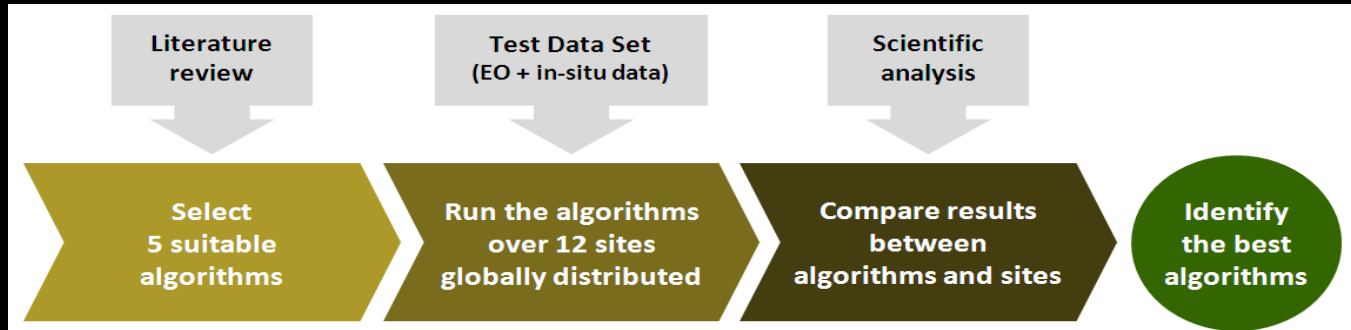 Literature
review
Test Data Set
(EO + in-situ data)
Scientific
analysis
Select
5 suitable
algorithms
Run the algorithms
over 12 sites
globally distributed
Compare results
between
algorithms and sites
Identify
the best
algorithms